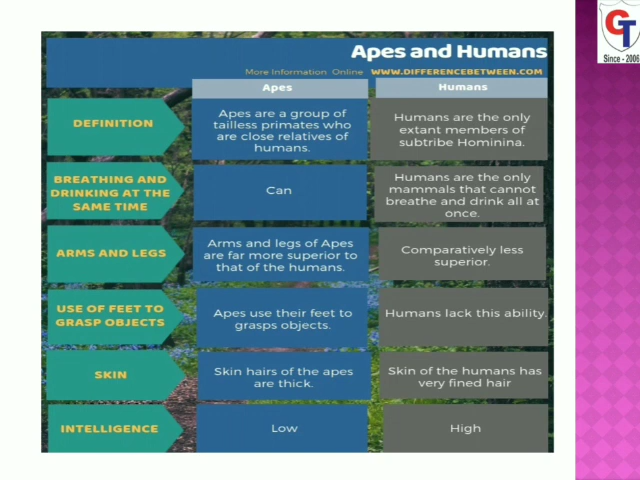 GT
Since - 2006
Apes and Humans
More Information Online WWW.DIFFERENCEBETWEEN.COM
Apes
Humans
DEFINITION
Apes are a group of
tailless primates who
are close relatives of
humans.
Humans are the only
extant members of
subtribe Hominina.
BREATHING AND
DRINKING AT THE
SAME TIME
Can
Humans are the only
mammals that cannot
breathe and drink all at
once.
ARMS AND LEGS
Arms and legs of Apes
are far more superior to
that of the humans.
Comparatively less
superior.
USE OF FEET TO
GRASP OBJECTS
Apes use their feet to
grasps objects.
Humans lack this ability.
SKIN
Skin hairs of the apes
are thick.
Skin of the humans has
very fined hair
INTELLIGENCE
Low
High